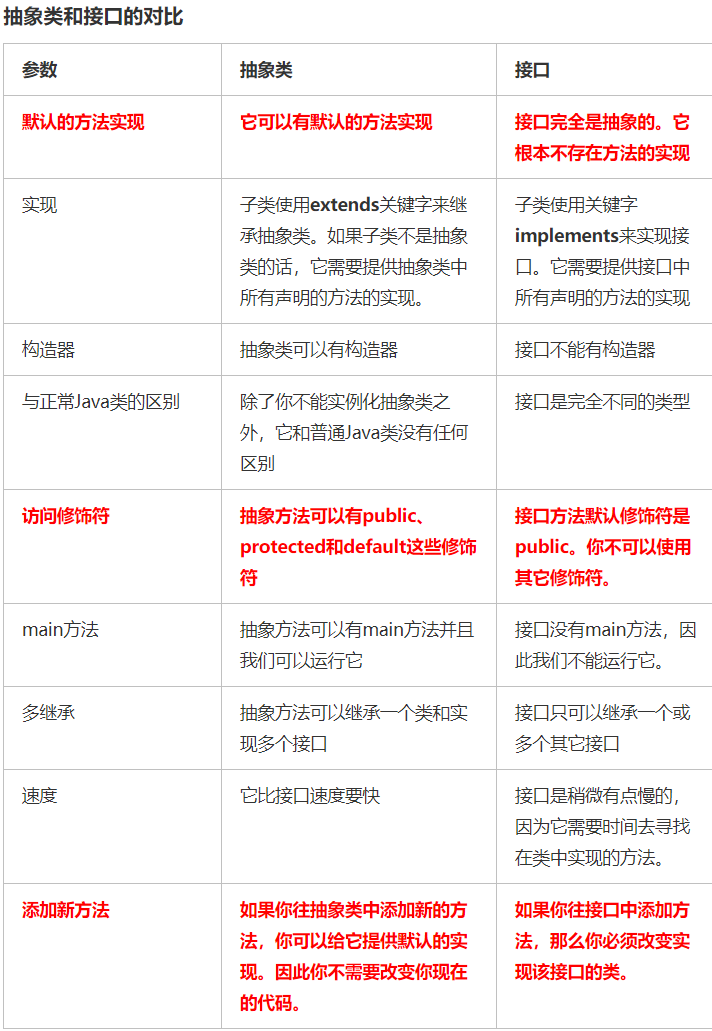 抽象类和接口的对比
参数
抽象类
接口
默认的方法实现
它可以有默认的方法实现
接口完全是抽象的。它
根本不存在方法的实现
实现
子类使用extends关键字来继
承抽象类。如果子类不是抽象
类的话，它需要提供抽象类中
所有声明的方法的实现。
子类使用关键字
implements来实现接
口。它需要提供接口中
所有声明的方法的实现
构造器
抽象类可以有构造器
接口不能有构造器
与正常Java类的区别
除了你不能实例化抽象类之
外，它和普通Java类没有任何
区别
接口是完全不同的类型
访问修饰符
抽象方法可以有public、
protected和default这些修饰
符
接口方法默认修饰符是
public。你不可以使用
其它修饰符。
main方法
抽象方法可以有main方法并且
我们可以运行它
接口没有main方法，因
此我们不能运行它。
多继承
抽象方法可以继承一个类和实
现多个接口
接口只可以继承一个或
多个其它接口
速度
它比接口速度要快
接口是稍微有点慢的，
因为它需要时间去寻找
在类中实现的方法。
添加新方法
如果你往抽象类中添加新的方
法，你可以给它提供默认的实
现。因此你不需要改变你现在
的代码。
如果你往接口中添加方
法，那么你必须改变实
现该接口的类。